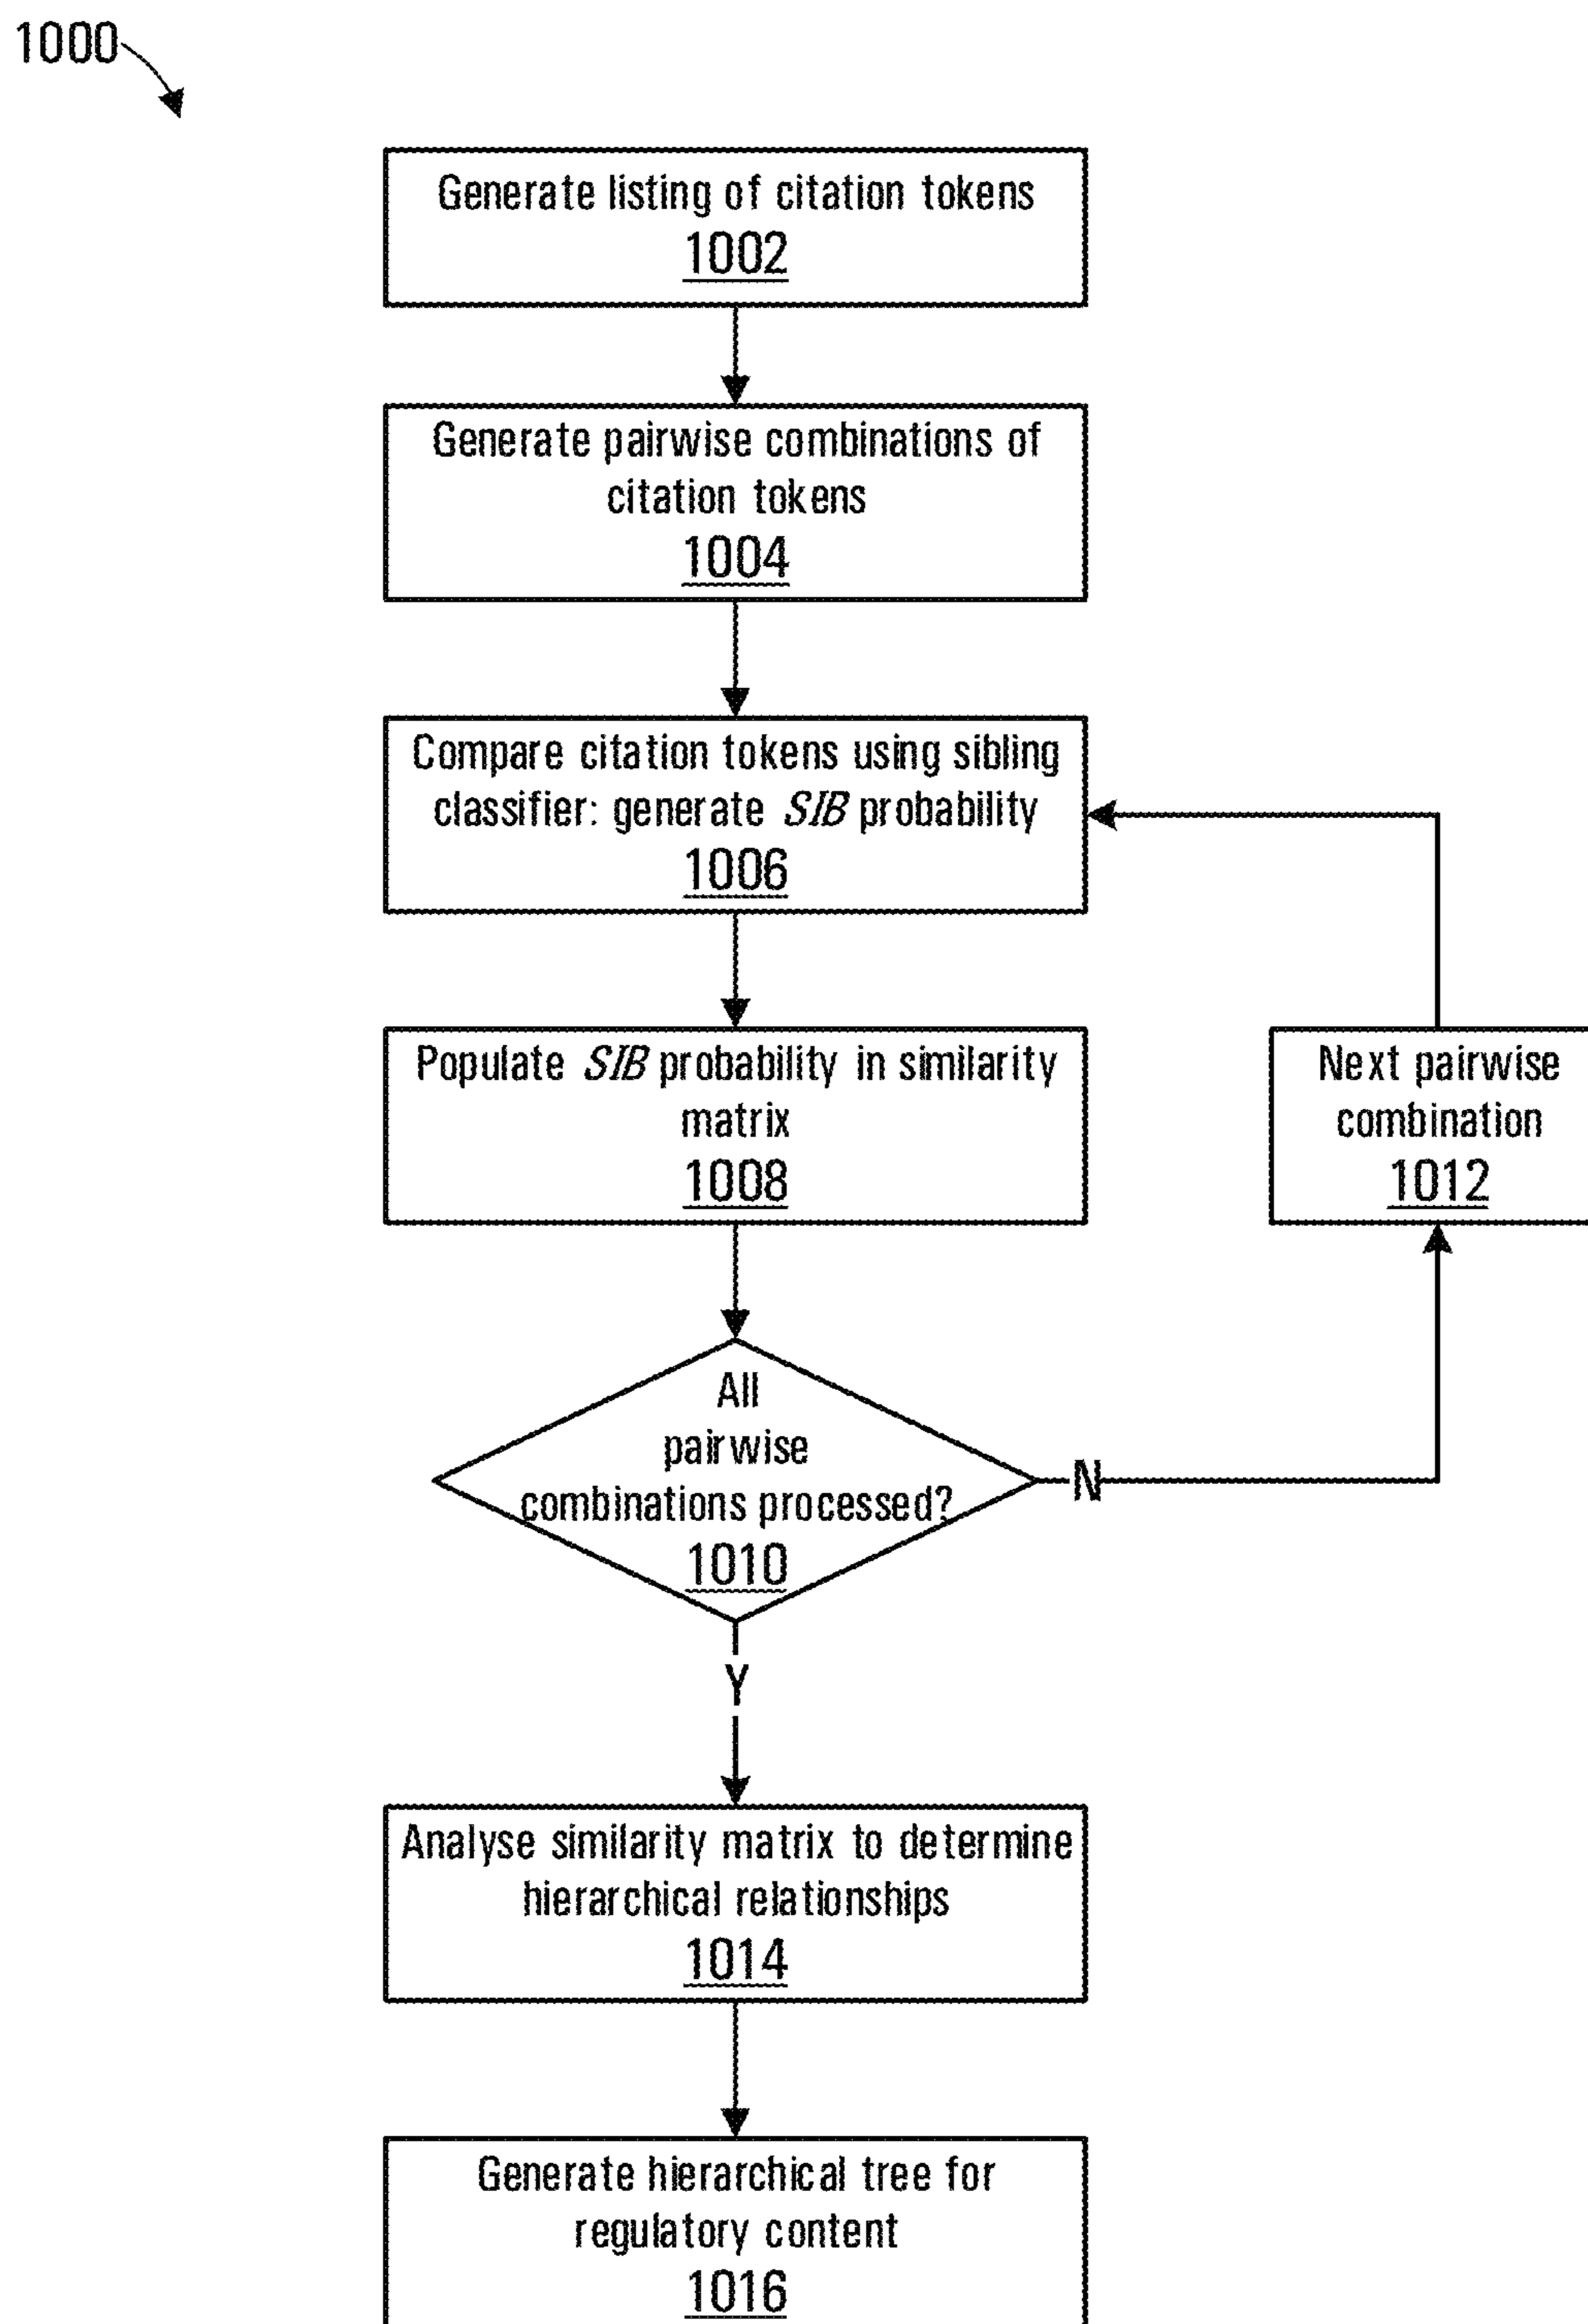 1000
Generate listing of citation tokens
1002
Generate pairwise combinations of
citation tokens
1004
Compare citation tokens using sibling
classifier: generate SIB probability
1006
Populate SIB probability in similarity
matrix
1008
Next pairwise
combination
1012
All
pairwise
combinations processed?
1010
N
Y
Analyse similarity matrix to determine
hierarchical relationships
1014
Generate hierarchical tree for
regulatory content
1016